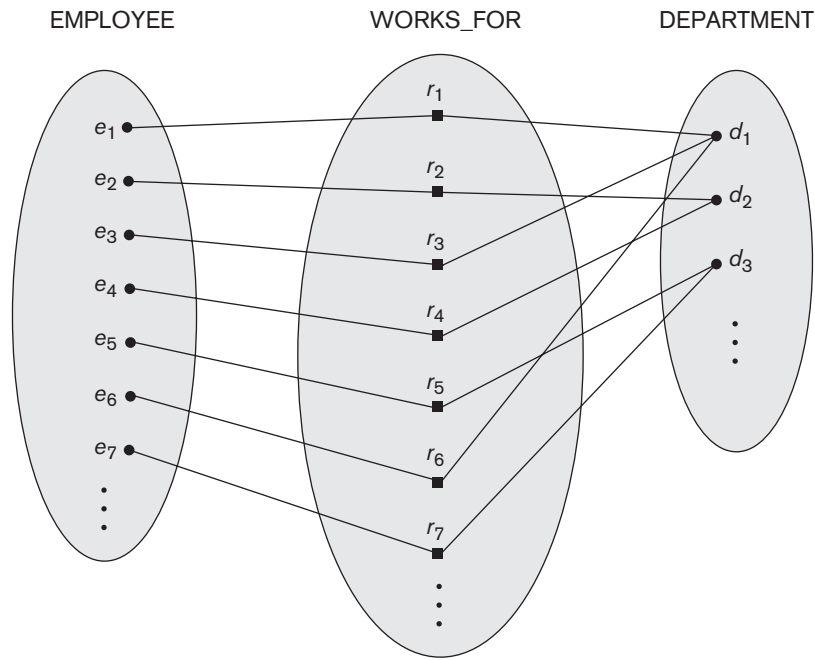 EMPLOYEE
WORKS_FOR
DEPARTMENT
e1
e2
e3
e4
e5
e6
e7
r1
r2
r3
r4
r5
r6
r7
d1
d2
d3